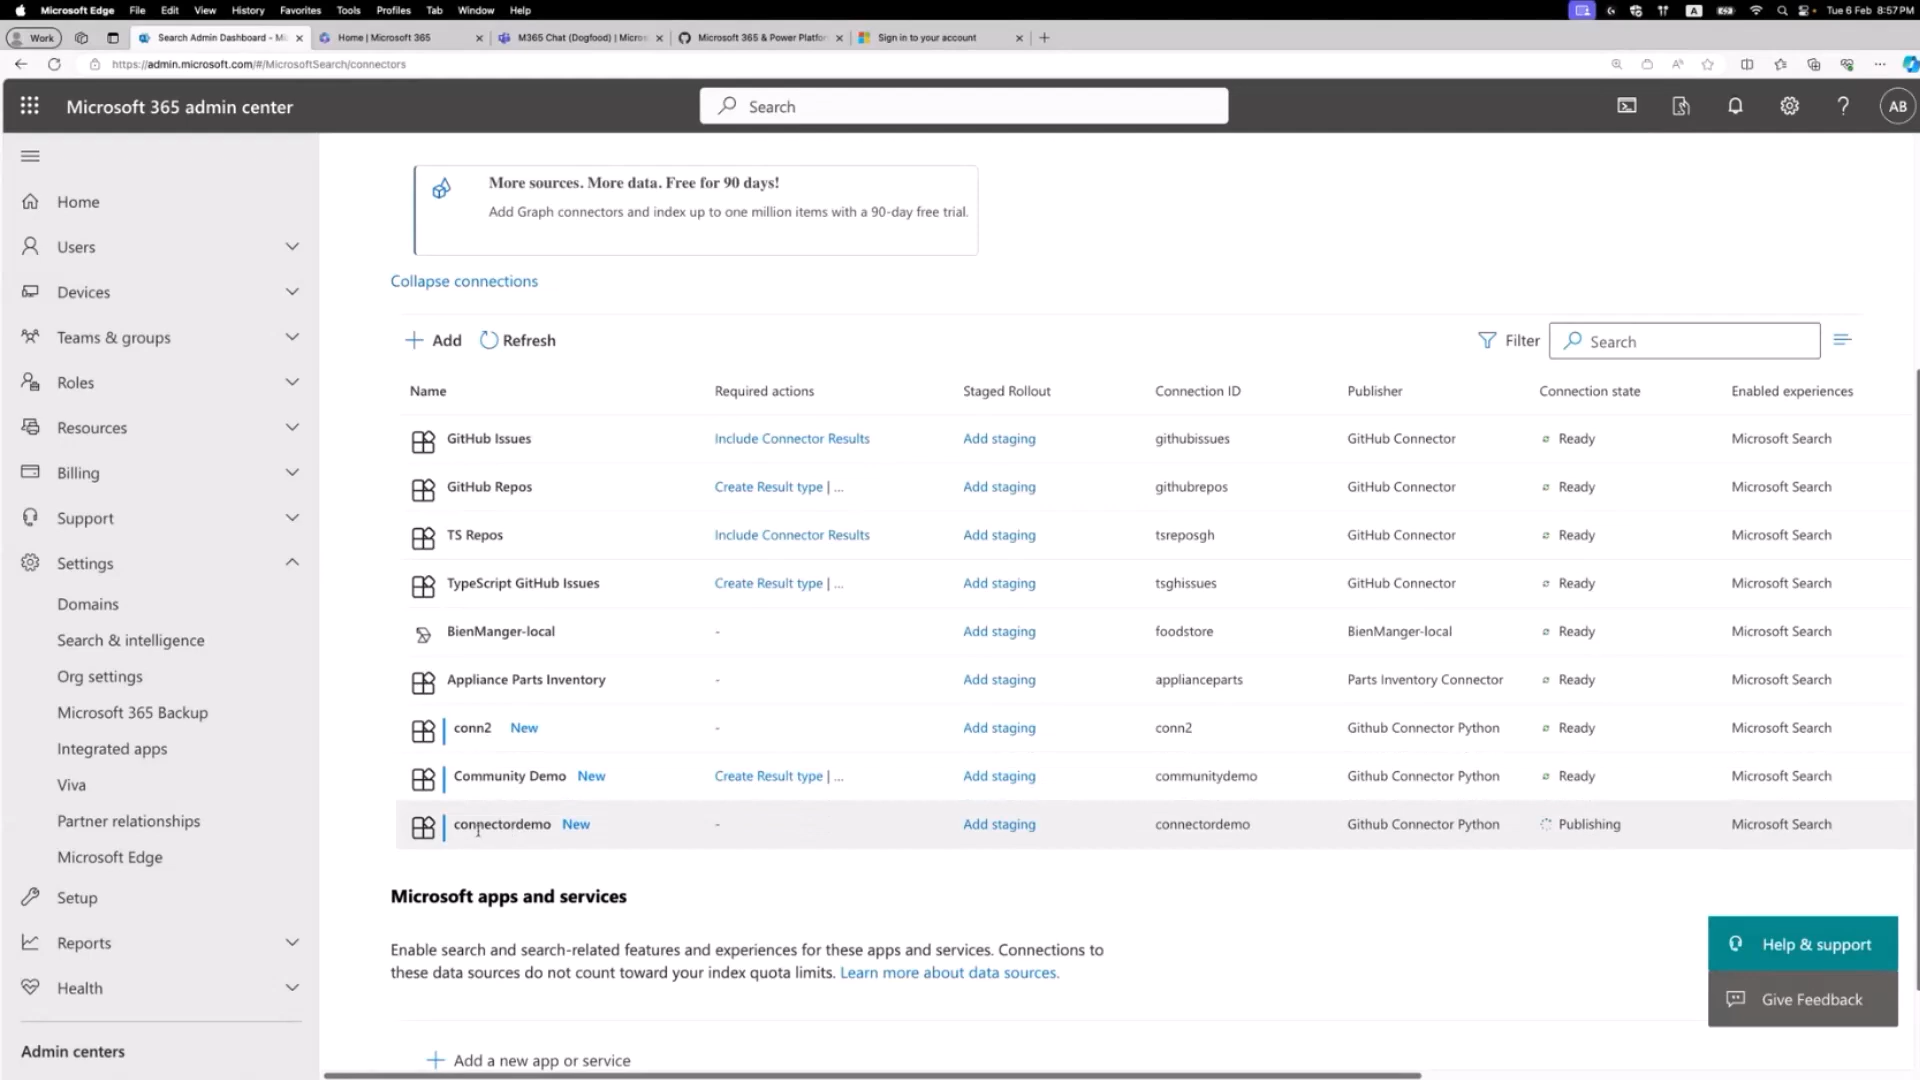 Microsoft Edge File Edit View History Favorites Tools Profiles Tab Window Help
A Tue 6 Feb 8:57 PM
Work Search Admin Dashboard - Mi Home | Microsoft 365 M365 Chat (Dogfood) | Micros Microsoft 365 & Power Platfor Sign in to your account
https://admin.microsoft.com/#/MicrosoftSearch/connectors
Microsoft 365 admin center
Search
AB
Home
Users
Devices
Teams & groups
Roles
Resources
Billing
Support
Settings
Domains
Search & intelligence
Org settings
Microsoft 365 Backup
Integrated apps
Viva
Partner relationships
Microsoft Edge
Setup
Reports
Health
Admin centers
More sources. More data. Free for 90 days!
Add Graph connectors and index up to one million items with a 90-day free trial.
Collapse connections
Add Refresh Filter Search
Name Required actions Staged Rollout Connection ID Publisher Connection state Enabled experiences
GitHub Issues Include Connector Results Add staging githubissues GitHub Connector Ready Microsoft Search
GitHub Repos Create Result type | ... Add staging githubrepos GitHub Connector Ready Microsoft Search
TS Repos Include Connector Results Add staging tsreposgh GitHub Connector Ready Microsoft Search
TypeScript GitHub Issues Create Result type | ... Add staging tsghissues GitHub Connector Ready Microsoft Search
BienManger-local - Add staging foodstore BienManger-local Ready Microsoft Search
Appliance Parts Inventory - Add staging applianceparts Parts Inventory Connector Ready Microsoft Search
conn2 New - Add staging conn2 Github Connector Python Ready Microsoft Search
Community Demo New Create Result type | ... Add staging communitydemo Github Connector Python Ready Microsoft Search
connectordemo New - Add staging connectordemo Github Connector Python Publishing Microsoft Search
Microsoft apps and services
Enable search and search-related features and experiences for these apps and services. Connections to
these data sources do not count toward your index quota limits. Learn more about data sources.
Add a new app or service
Help & support
Give Feedback